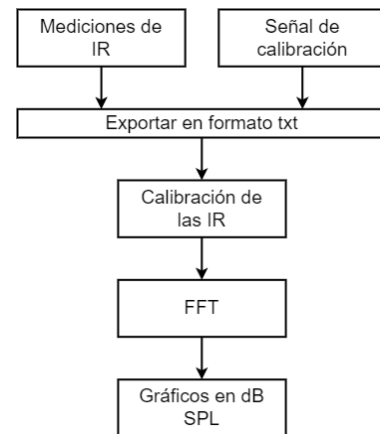 Mediciones de
IR
Señal de
calibración
Exportar en formato txt
Calibración de
las IR
FFT
Gráficos en dB
SPL